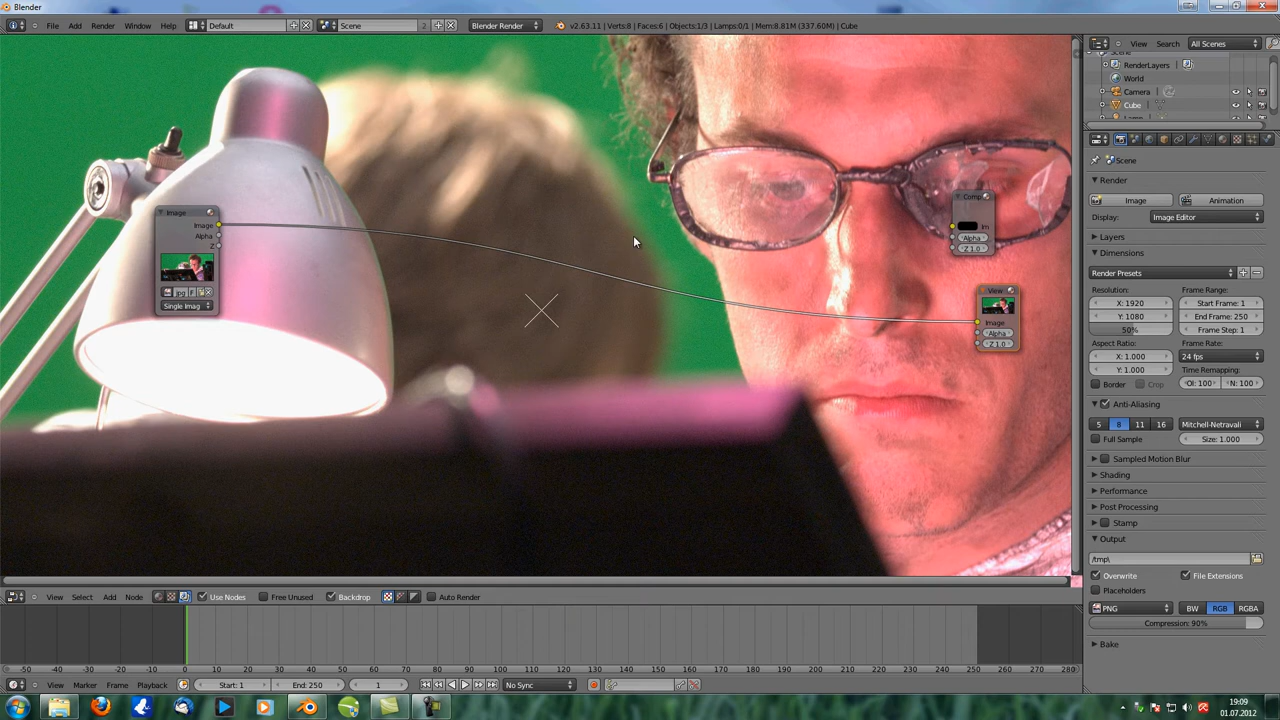 Blender
File Add Render Window Help Default Scene 2 Blender Render v2.63.11 | Verts:8 | Faces:6 | Objects:1/3 | Lamps:0/1 | Mem:8.81M (337.60M) | Cube
View Search All Scenes
RenderLayers
World
Camera
Cube
Scene
Render
Image Animation
Display: Image Editor
Layers
Dimensions
Render Presets
Resolution: Frame Range:
X: 1920 Start Frame: 1
Y: 1080 End Frame: 250
50% Frame Step: 1
Aspect Ratio: Frame Rate:
X: 1.000 24 fps
Y: 1.000 Time Remapping:
Border Crop Ol: 100 N: 100
Anti-Aliasing
5 8 11 16 Mitchell-Netravali
Full Sample Size: 1.000
Sampled Motion Blur
Shading
Performance
Post Processing
Stamp
Output
/tmp\
Overwrite File Extensions
Placeholders
PNG BW RGB RGBA
Compression: 90%
Bake
Image
Image
Alpha
Z
F
Single Imag
Comp
Im
Alpha
Z 1.0
View
Image
Alpha
Z 1.0
View Select Add Node Use Nodes Free Unused Backdrop Auto Render
-50 -40 -30 -20 -10 0 10 20 30 40 50 60 70 80 90 100 110 120 130 140 150 160 170 180 190 200 210 220 230 240 250 260 270 280
View Marker Frame Playback Start: 1 End: 250 1 No Sync
19:09
01.07.2012